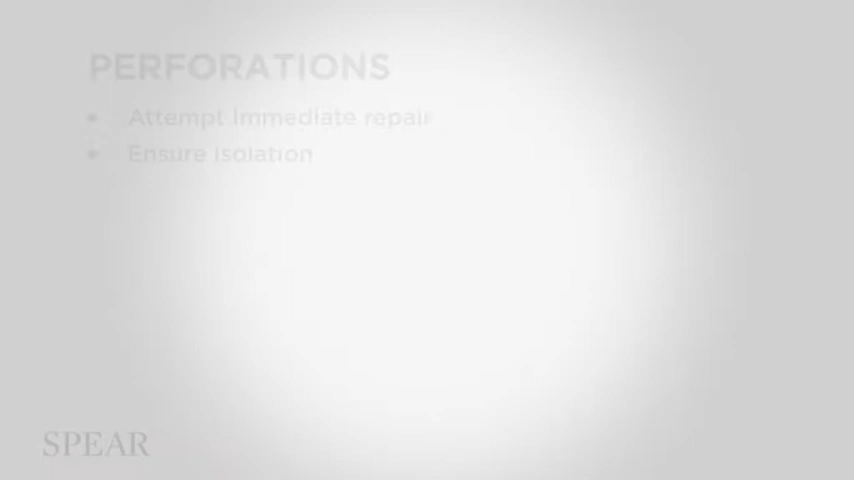 PERFORATIONS
• Attempt immediate repair
• Ensure isolation
SPEAR